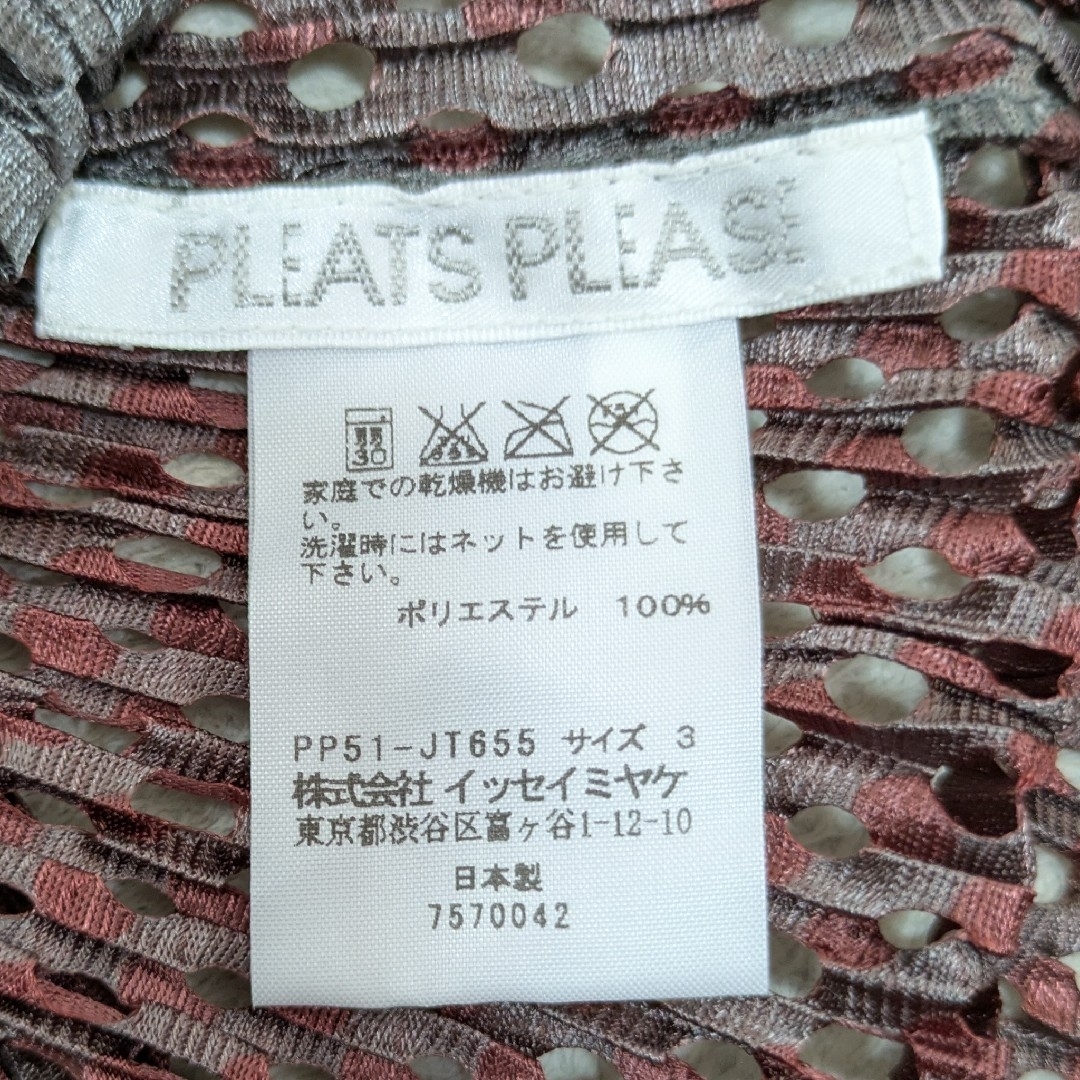 PLEATS PLEASE
30
家庭での乾燥機はお避け下さ
い。
洗濯時にはネットを使用して
下さい。
ポリエステル 100%
PP51-JT655 サイズ 3
株式会社 イッセイミヤケ
東京都渋谷区富ヶ谷1-12-10
日本製
7570042